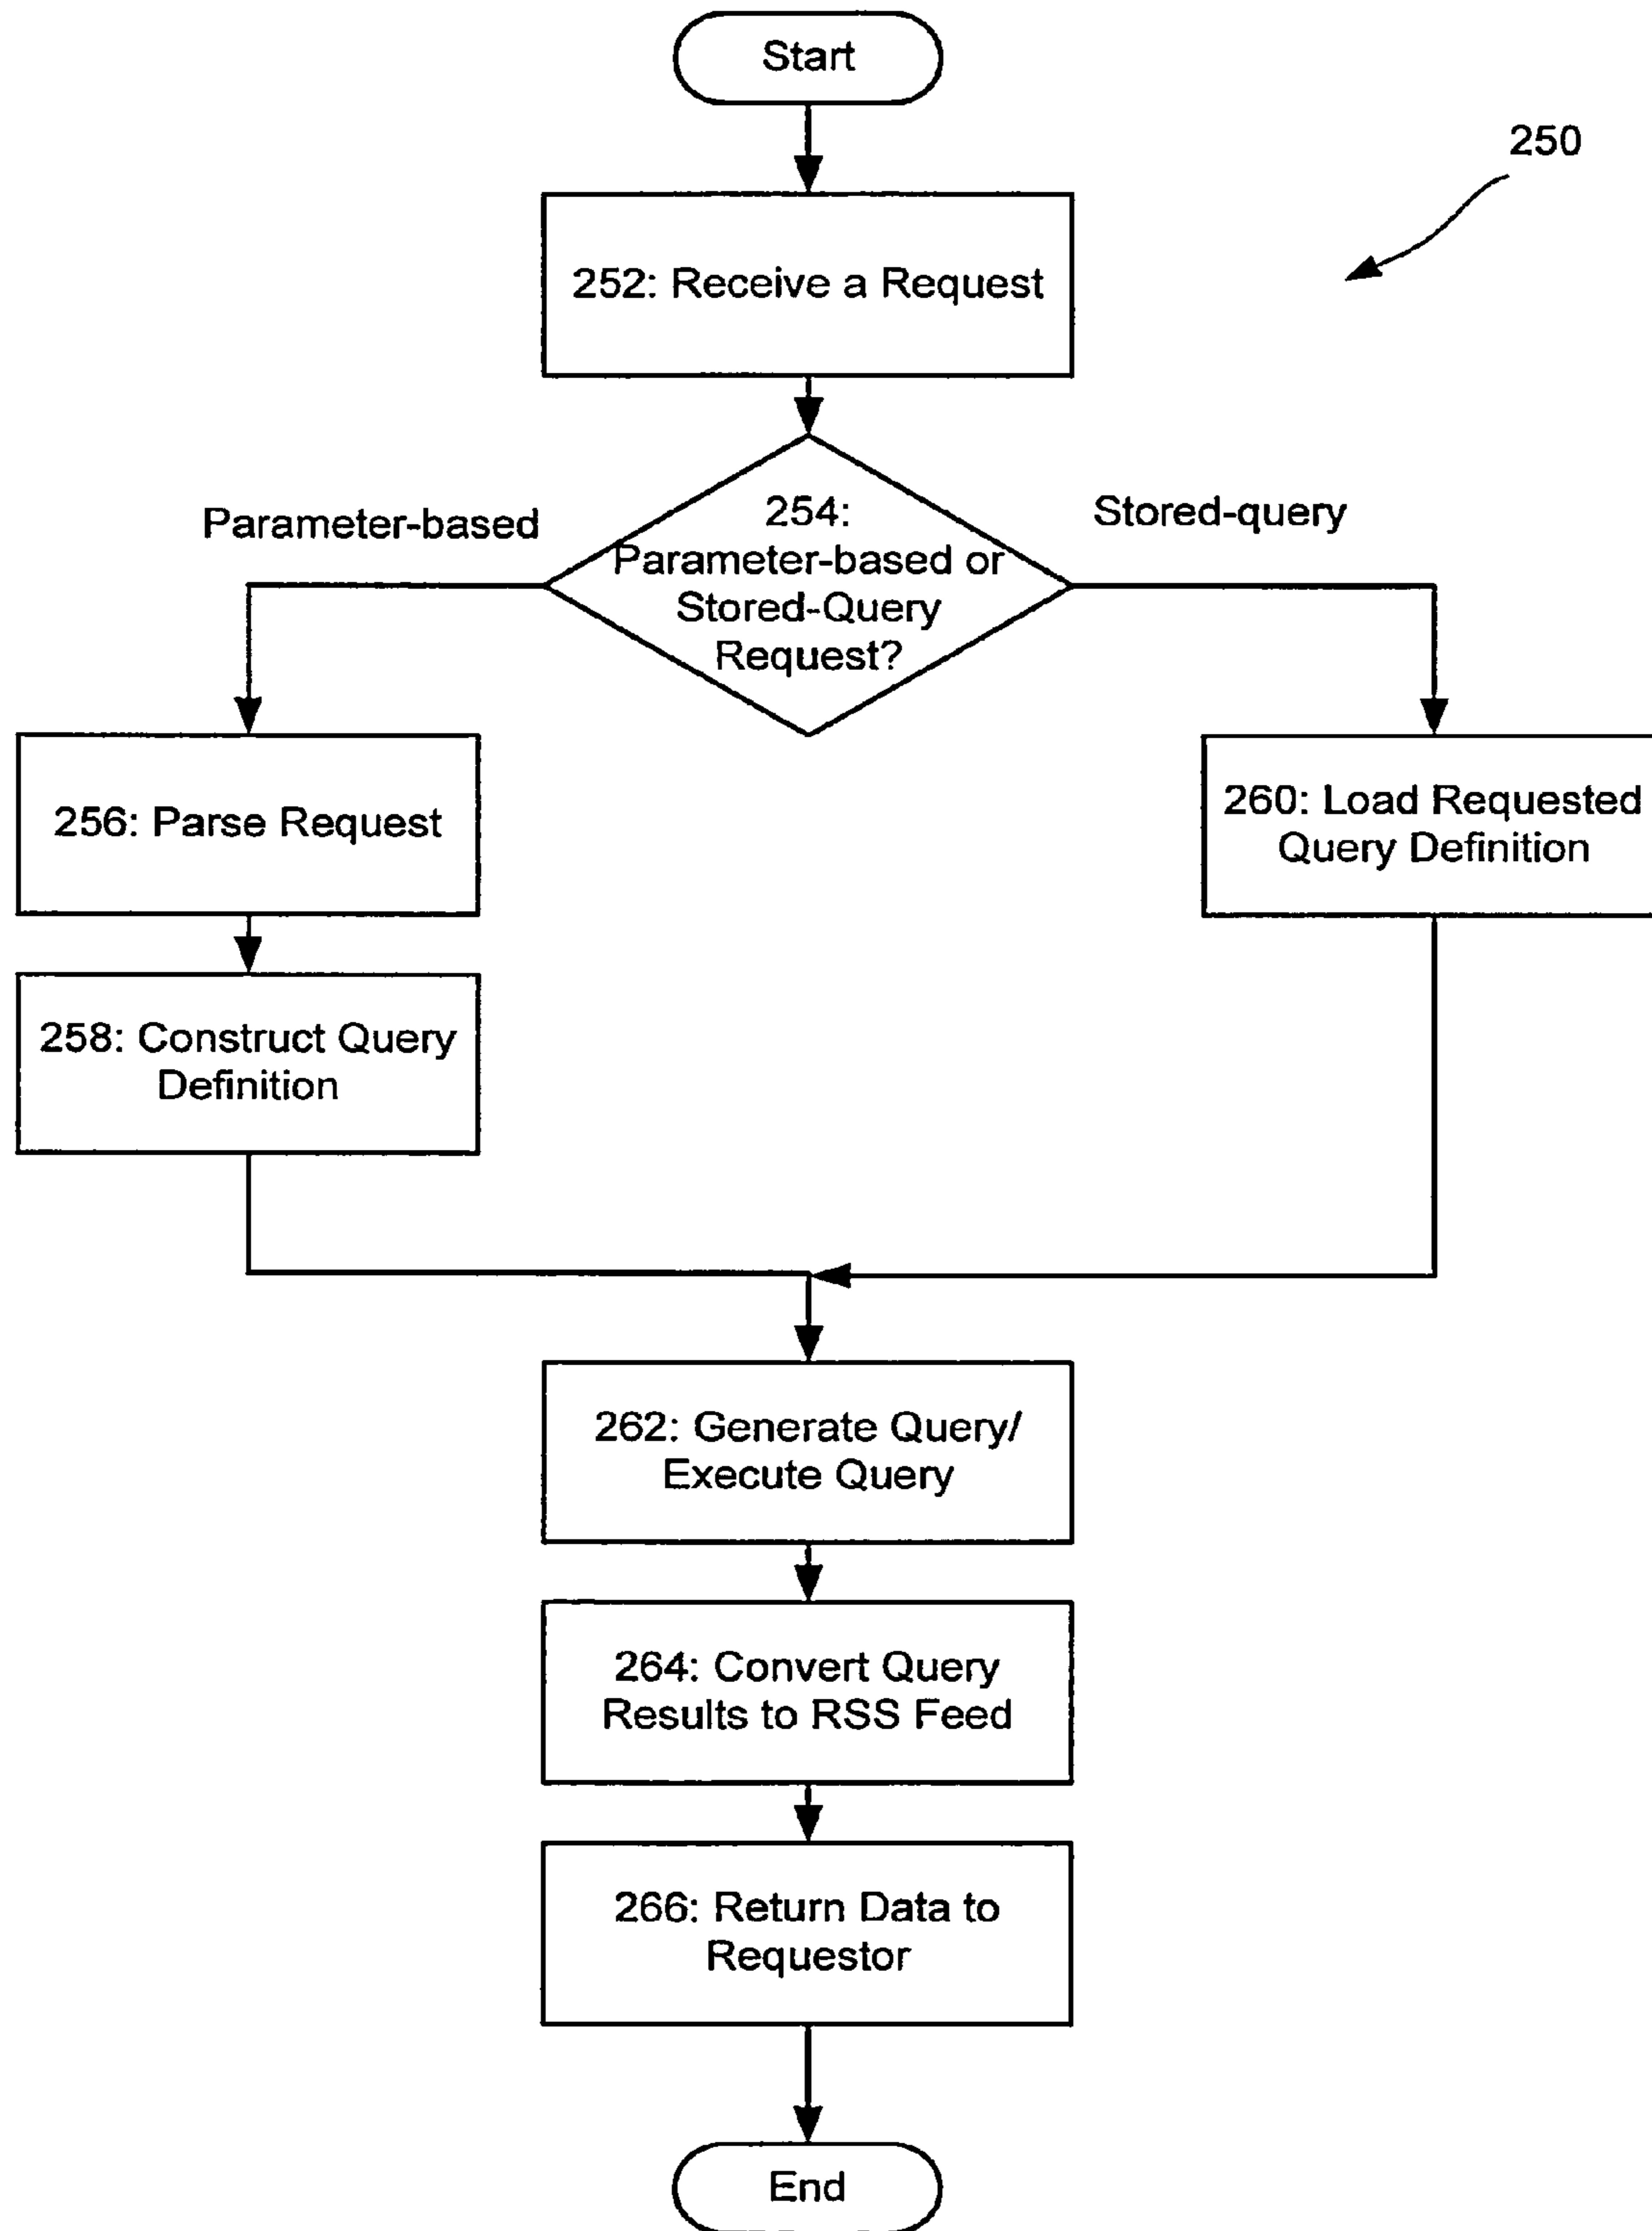 Start
250
252: Receive a Request
Parameter-based
254:
Parameter-based or
Stored-Query
Request?
Stored-query
256: Parse Request
260: Load Requested
Query Definition
258: Construct Query
Definition
262: Generate Query/
Execute Query
264: Convert Query
Results to RSS Feed
266: Return Data to
Requestor
End